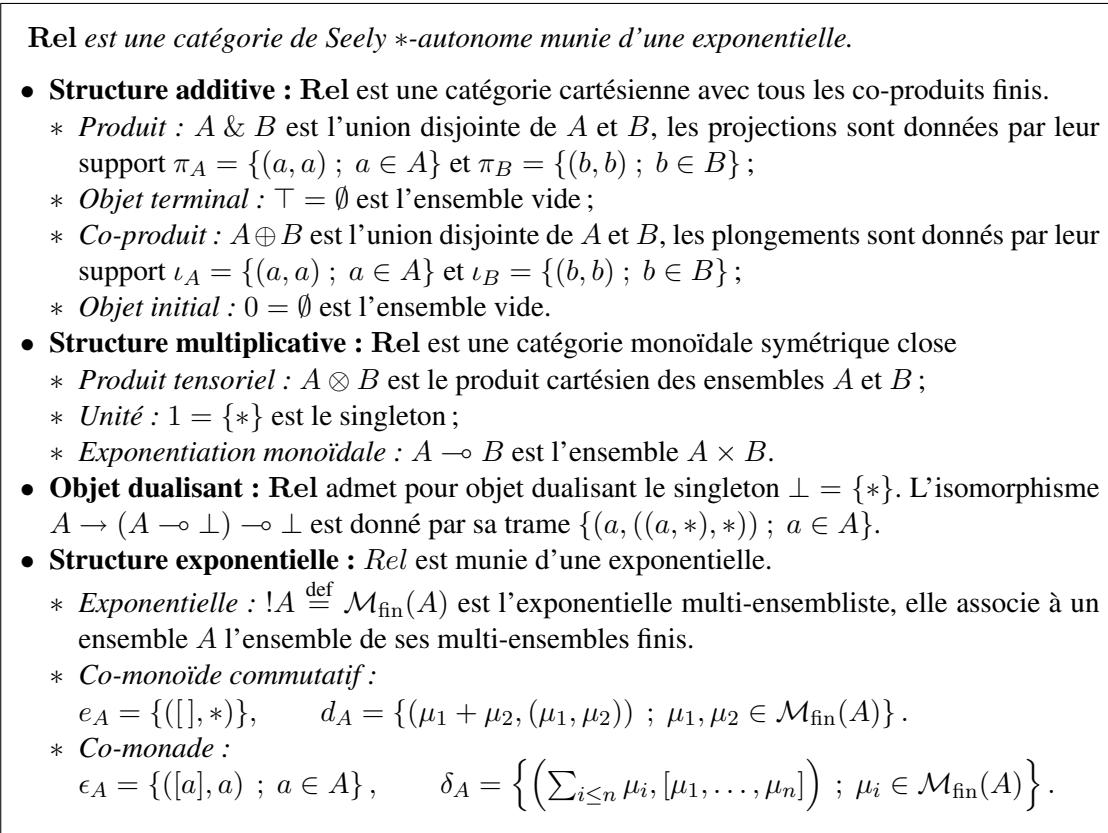 Rel est une catégorie de Seely ∗-autonome munie d'une exponentielle.
• Structure additive : Rel est une catégorie cartésienne avec tous les co-produits finis.
∗ Produit : A & B est l'union disjointe de A et B, les projections sont données par leur
support π_A = {(a, a) ; a ∈ A} et π_B = {(b, b) ; b ∈ B} ;
∗ Objet terminal : ⊤ = ∅ est l'ensemble vide ;
∗ Co-produit : A ⊕ B est l'union disjointe de A et B, les plongements sont donnés par leur
support ι_A = {(a, a) ; a ∈ A} et ι_B = {(b, b) ; b ∈ B} ;
∗ Objet initial : 0 = ∅ est l'ensemble vide.
• Structure multiplicative : Rel est une catégorie monoïdale symétrique close
∗ Produit tensoriel : A ⊗ B est le produit cartésien des ensembles A et B ;
∗ Unité : 1 = {∗} est le singleton ;
∗ Exponentiation monoïdale : A ⊸ B est l'ensemble A × B.
• Objet dualisant : Rel admet pour objet dualisant le singleton ⊥ = {∗}. L'isomorphisme
A → (A ⊸ ⊥) ⊸ ⊥ est donné par sa trame {(a, ((a, ∗), ∗)) ; a ∈ A}.
• Structure exponentielle : Rel est munie d'une exponentielle.
∗ Exponentielle : !A def= M_fin(A) est l'exponentielle multi-ensembliste, elle associe à un
ensemble A l'ensemble de ses multi-ensembles finis.
∗ Co-monoïde commutatif :
e_A = {([ ], ∗)}, d_A = {(μ_1 + μ_2, (μ_1, μ_2)) ; μ_1, μ_2 ∈ M_fin(A)} .
∗ Co-monade :
ϵ_A = {([a], a) ; a ∈ A} , δ_A = {(∑_{i≤n} μ_i, [μ_1, . . . , μ_n]) ; μ_i ∈ M_fin(A)} .